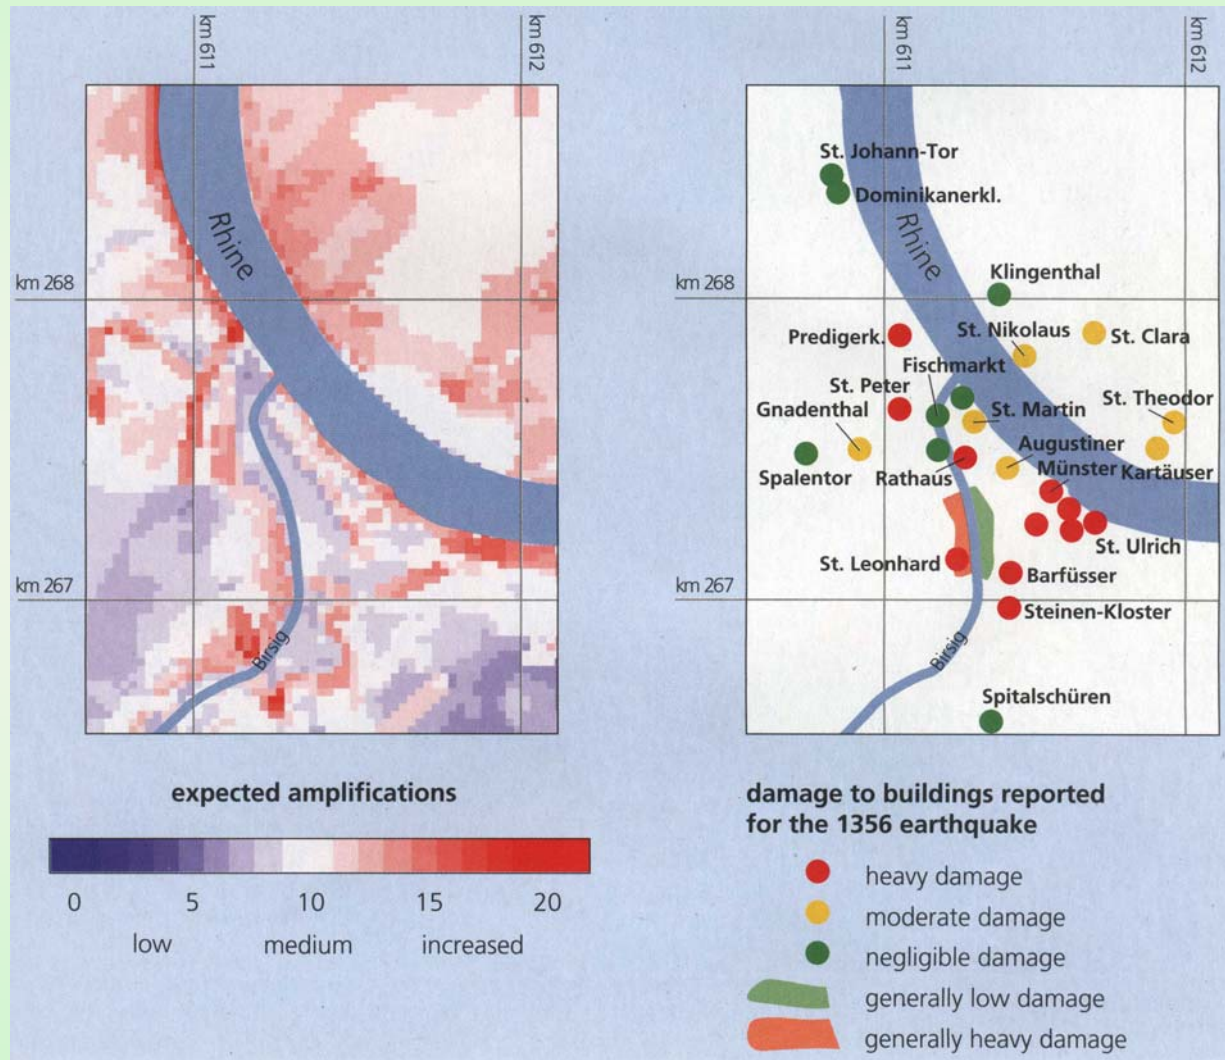 km 611
km 612
Rhine
km 268
km 267
Birsig
expected amplifications
0 5 10 15 20
low medium increased
km 611
km 612
St. Johann-Tor
Dominikanerkl.
Rhine
km 268
Klingenthal
Predigerk.
St. Nikolaus
St. Clara
Fischmarkt
St. Peter
St. Theodor
Gnadenthal
St. Martin
Augustiner
Münster
Kartäuser
Spalentor
Rathaus
St. Ulrich
St. Leonhard
Barfüsser
km 267
Steinen-Kloster
Birsig
Spitalschüren
damage to buildings reported
for the 1356 earthquake
heavy damage
moderate damage
negligible damage
generally low damage
generally heavy damage